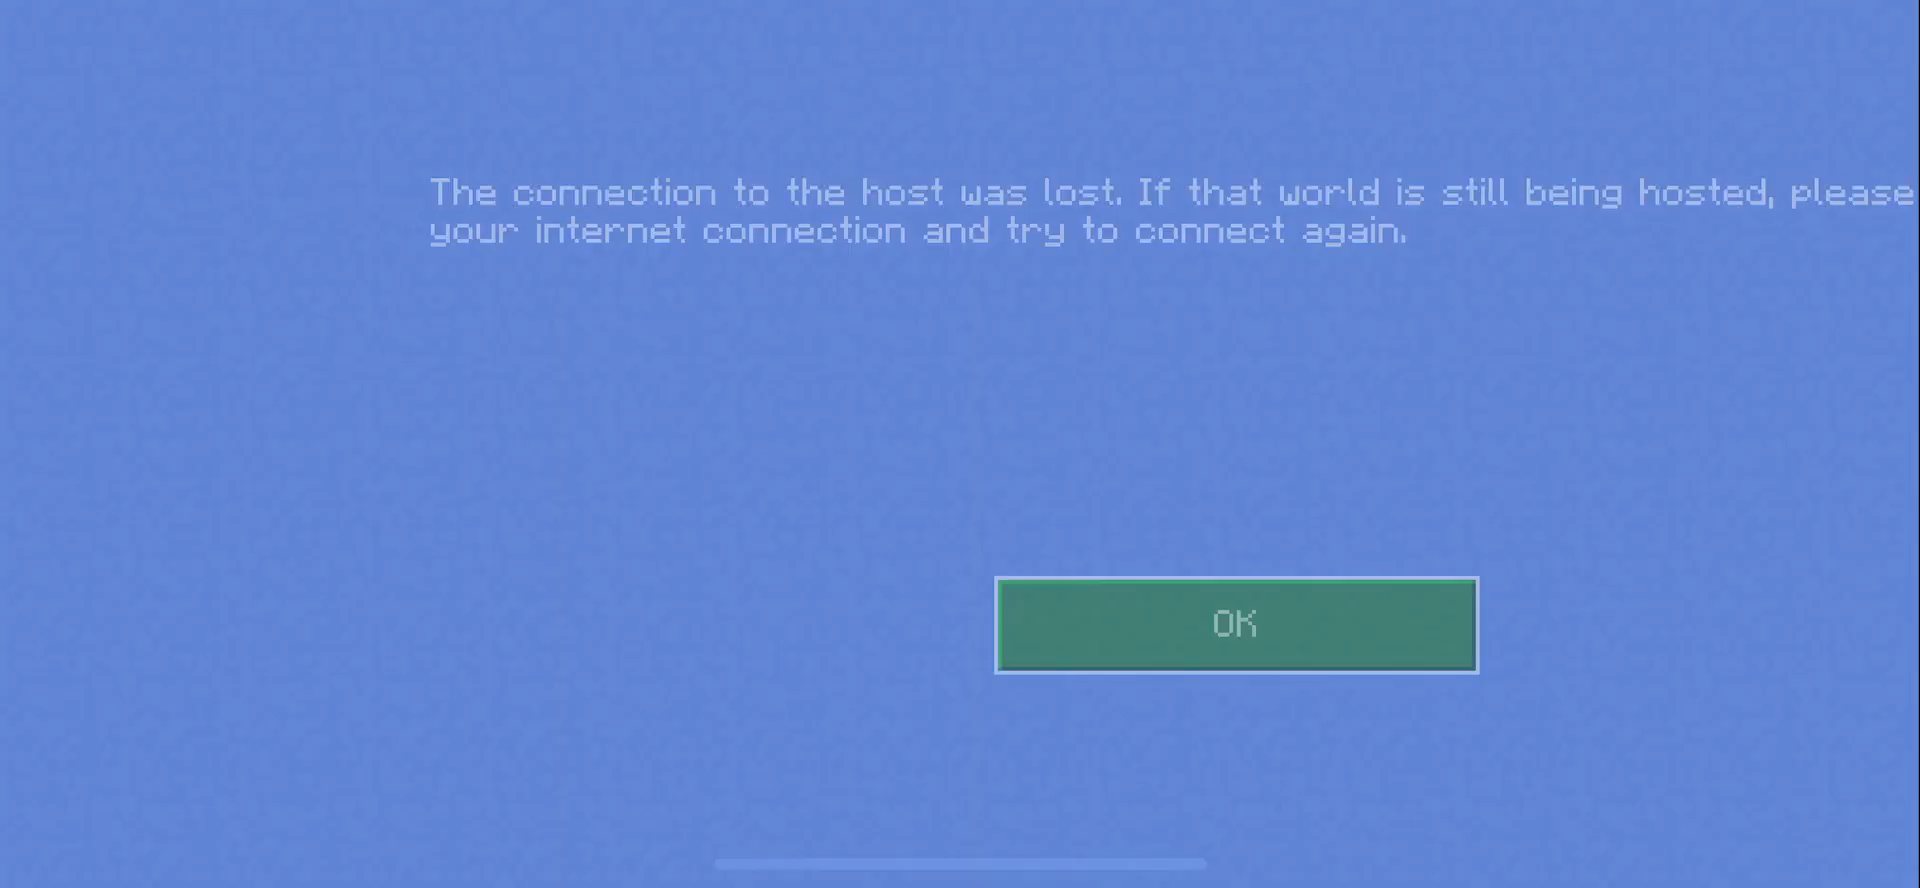 The connection to the host was lost. If that world is still being hosted, please
your internet connection and try to connect again.
OK